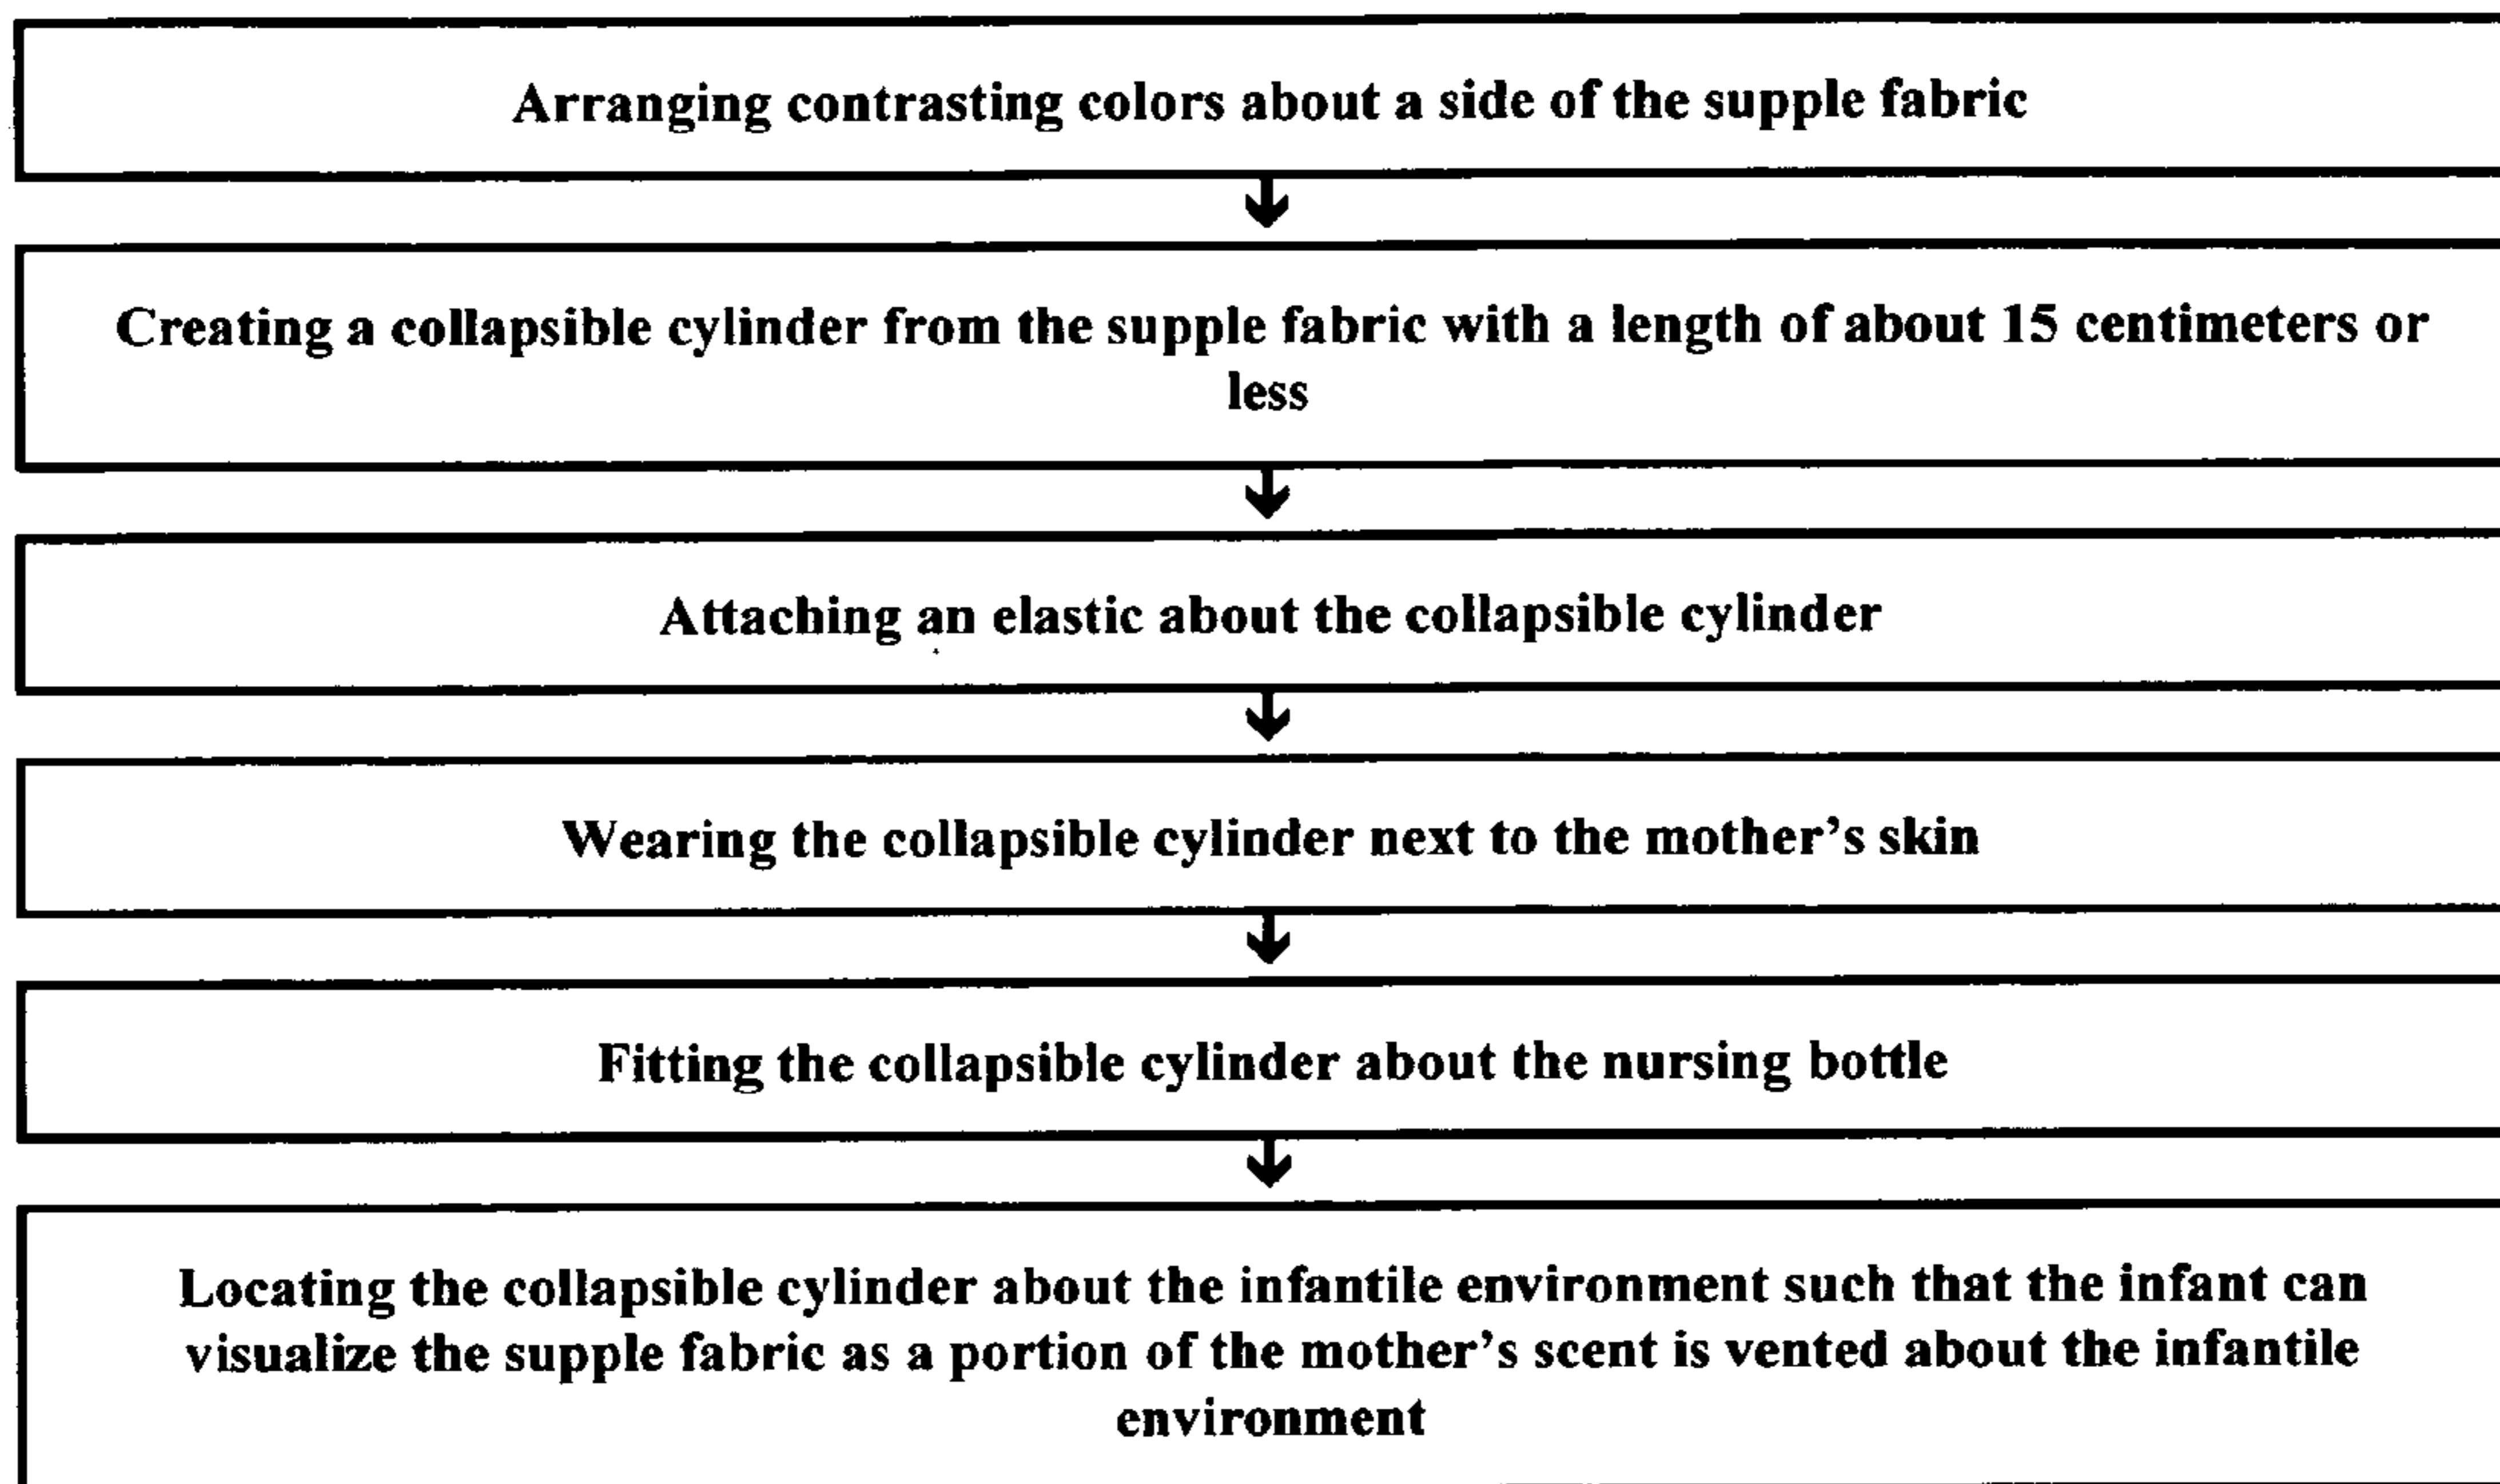 Arranging contrasting colors about a side of the supple fabric
Creating a collapsible cylinder from the supple fabric with a length of about 15 centimeters or
less
Attaching an elastic about the collapsible cylinder
Wearing the collapsible cylinder next to the mother’s skin
Fitting the collapsible cylinder about the nursing bottle
Locating the collapsible cylinder about the infantile environment such that the infant can
visualize the supple fabric as a portion of the mother’s scent is vented about the infantile
environment